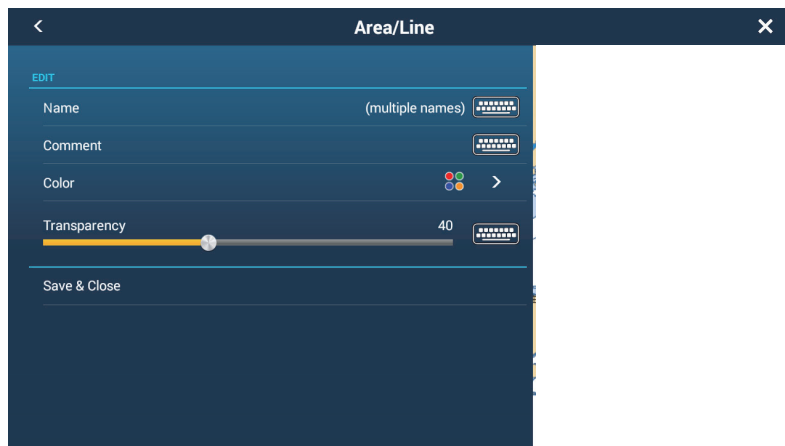 Area/Line
EDIT
Name (multiple names)
Comment
Color
Transparency 40
Save & Close